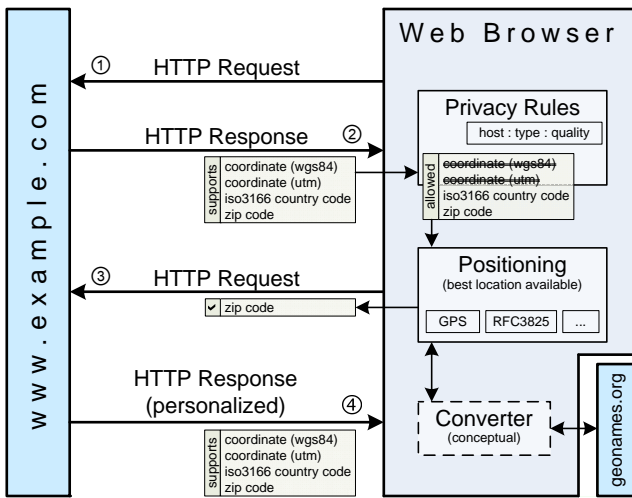 www.example.com
Web Browser
① HTTP Request
Privacy Rules
host : type : quality
HTTP Response ②
supports
coordinate (wgs84)
coordinate (utm)
iso3166 country code
zip code
allowed
coordinate (wgs84)
coordinate (utm)
iso3166 country code
zip code
③ HTTP Request
✔ zip code
Positioning
(best location available)
GPS
RFC3825
...
HTTP Response
(personalized) ④
supports
coordinate (wgs84)
coordinate (utm)
iso3166 country code
zip code
Converter
(conceptual)
geonames.org